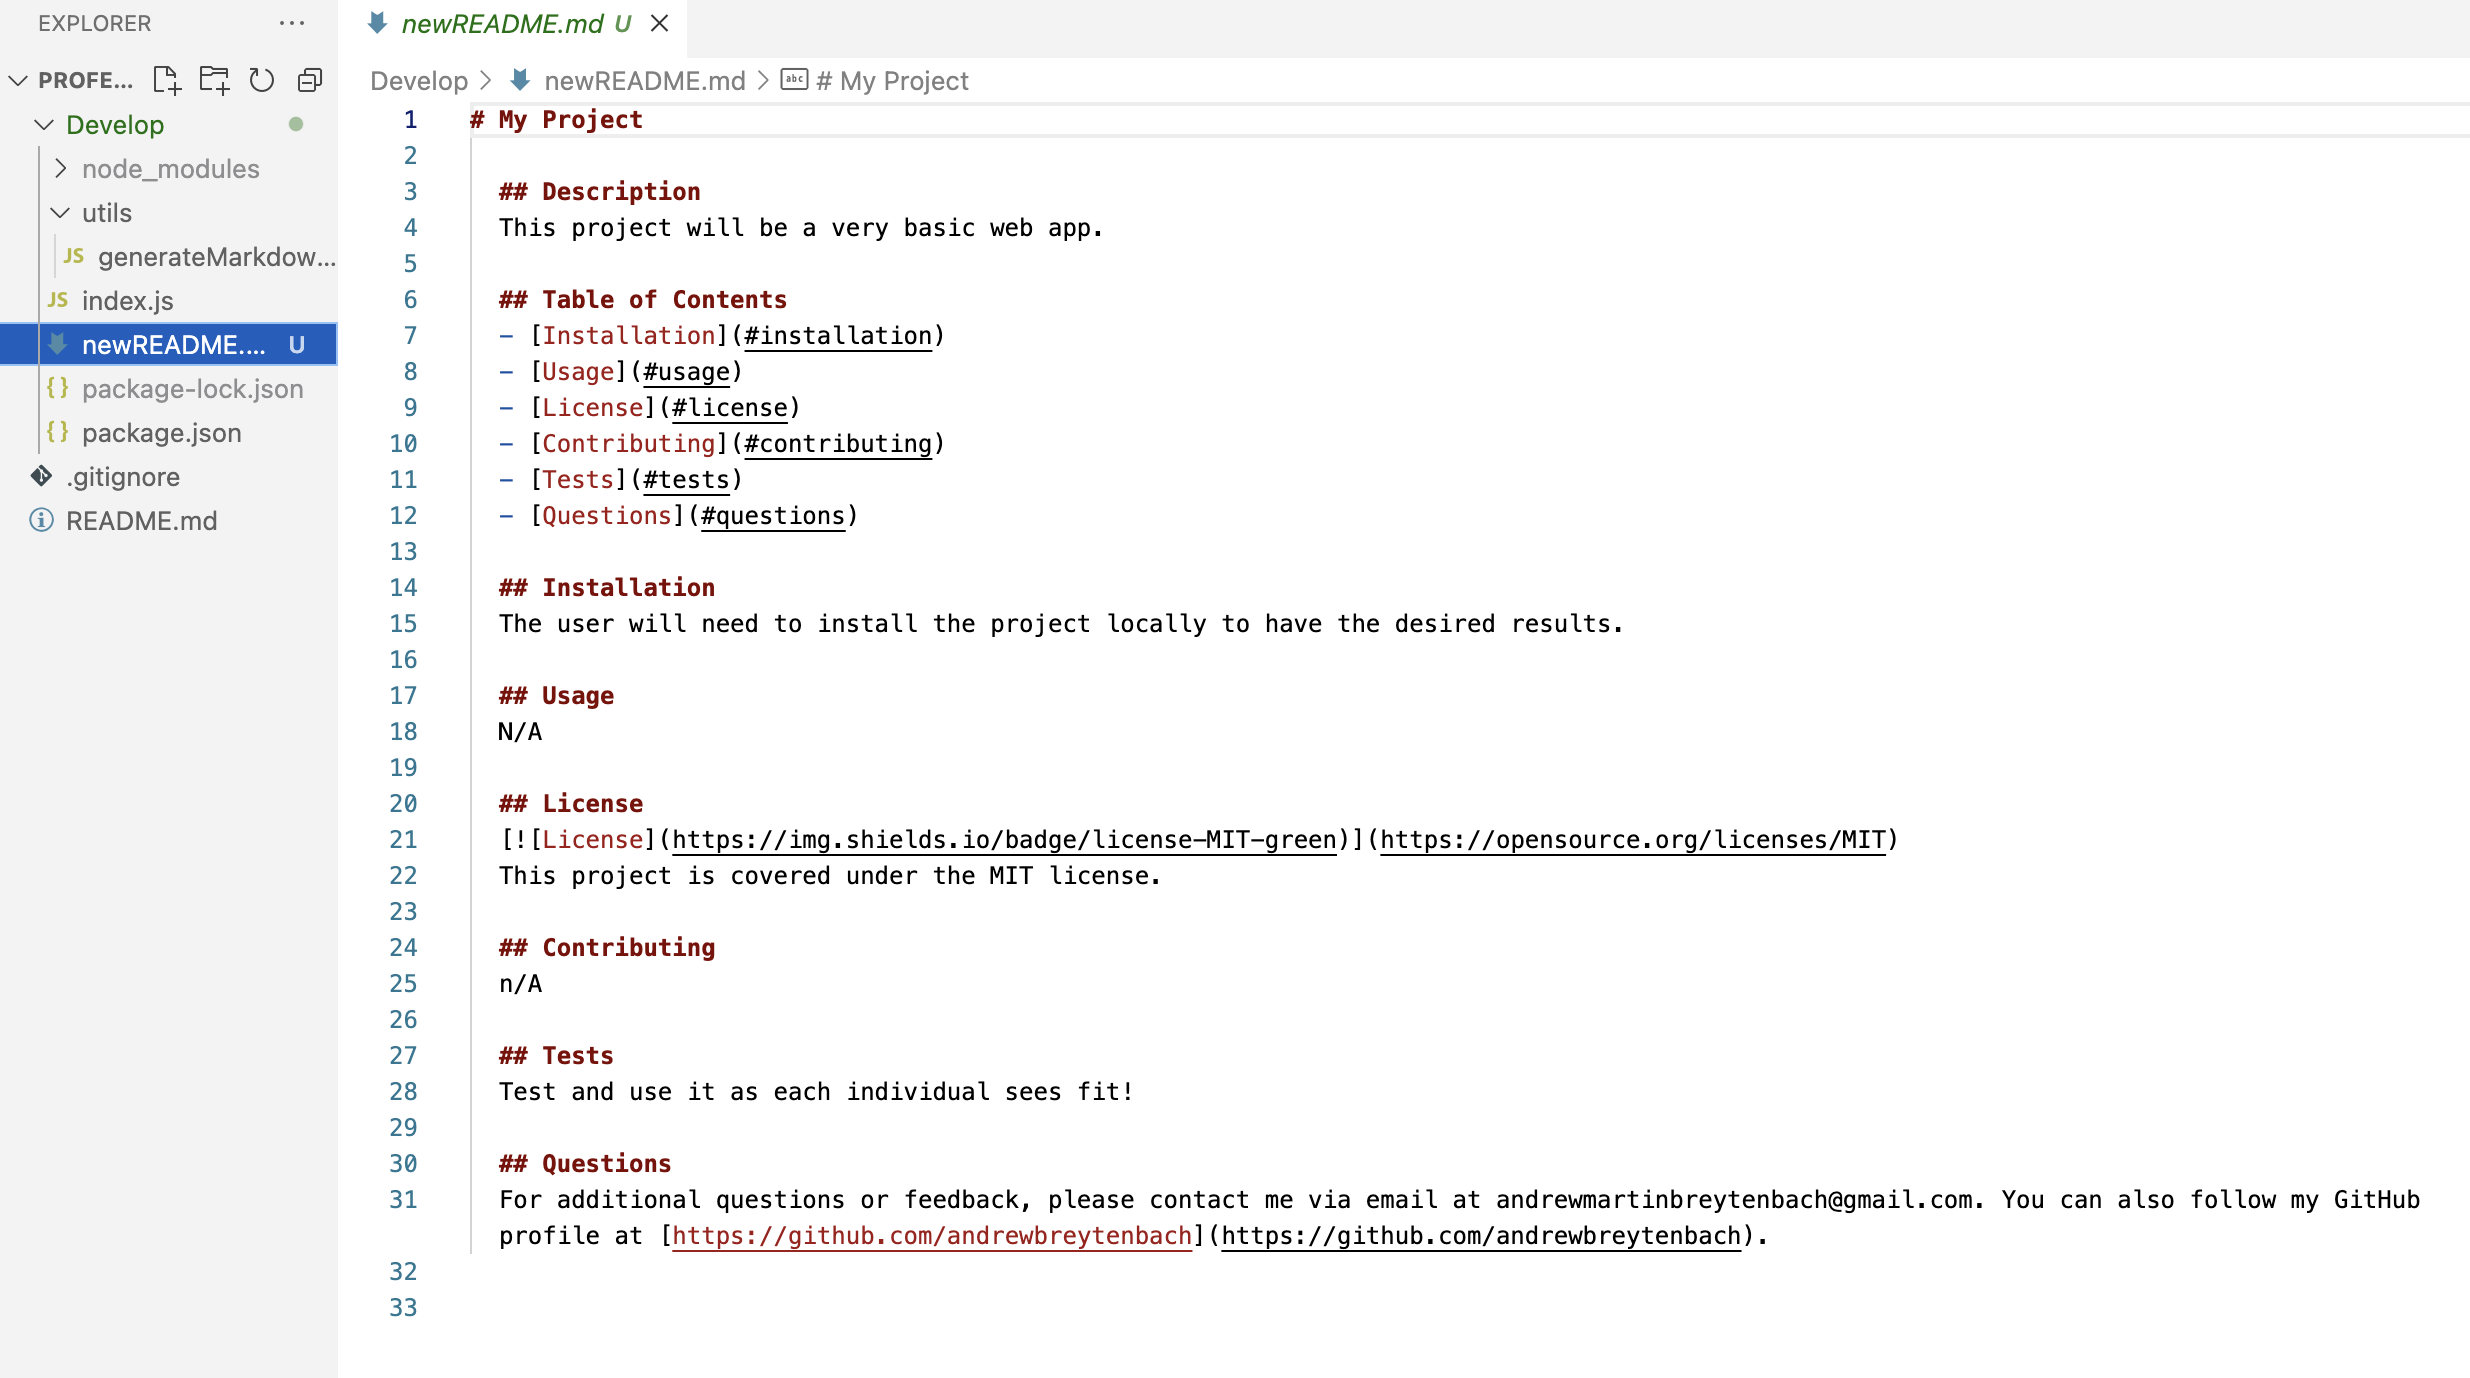 EXPLORER ...
PROFE...
Develop
node_modules
utils
JS generateMarkdow...
JS index.js
newREADME.... U
{} package-lock.json
{} package.json
.gitignore
README.md
newREADME.md U
Develop > newREADME.md > abc # My Project
1 # My Project
2
3 ## Description
4 This project will be a very basic web app.
5
6 ## Table of Contents
7 - [Installation](#installation)
8 - [Usage](#usage)
9 - [License](#license)
10 - [Contributing](#contributing)
11 - [Tests](#tests)
12 - [Questions](#questions)
13
14 ## Installation
15 The user will need to install the project locally to have the desired results.
16
17 ## Usage
18 N/A
19
20 ## License
21 [![License](https://img.shields.io/badge/license-MIT-green)](https://opensource.org/licenses/MIT)
22 This project is covered under the MIT license.
23
24 ## Contributing
25 n/A
26
27 ## Tests
28 Test and use it as each individual sees fit!
29
30 ## Questions
31 For additional questions or feedback, please contact me via email at andrewmartinbreytenbach@gmail.com. You can also follow my GitHub
profile at [https://github.com/andrewbreytenbach](https://github.com/andrewbreytenbach).
32
33